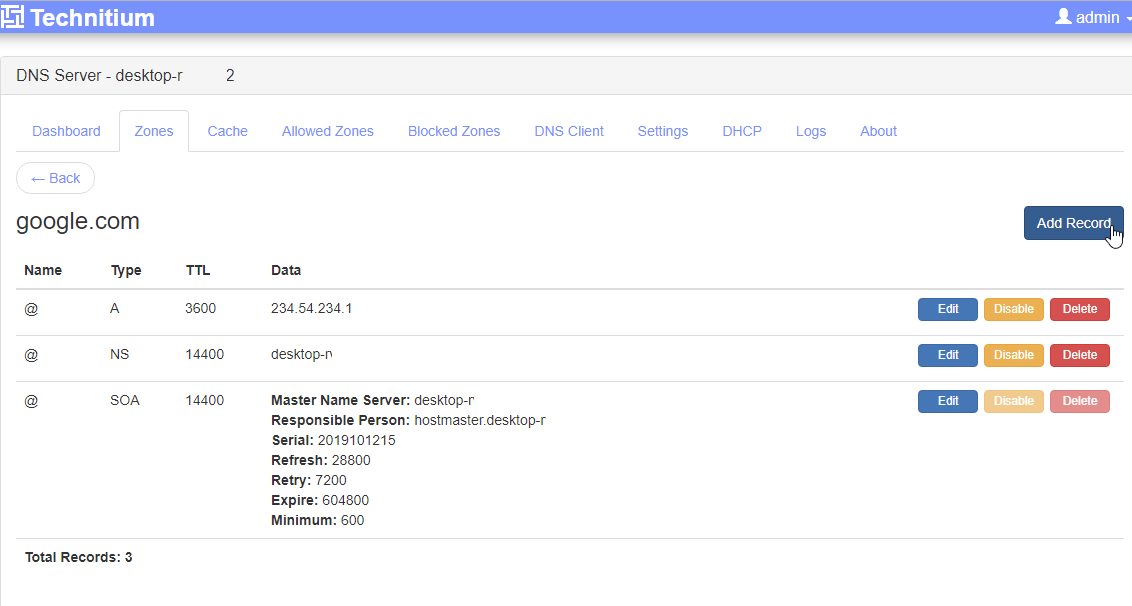 Technitium
admin
DNS Server - desktop-r 2
Dashboard Zones Cache Allowed Zones Blocked Zones DNS Client Settings DHCP Logs About
← Back
google.com
Add Record
Name Type TTL Data
@ A 3600 234.54.234.1 Edit Disable Delete
@ NS 14400 desktop-r Edit Disable Delete
@ SOA 14400 Master Name Server: desktop-r Edit Disable Delete
Responsible Person: hostmaster.desktop-r
Serial: 2019101215
Refresh: 28800
Retry: 7200
Expire: 604800
Minimum: 600
Total Records: 3